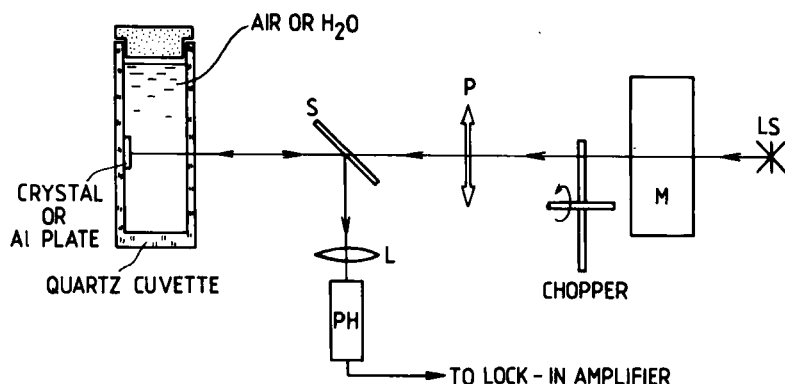 AIR OR H₂O
P
S
LS
M
CRYSTAL
OR
Al PLATE
QUARTZ CUVETTE
L
CHOPPER
PH
TO LOCK-IN AMPLIFIER